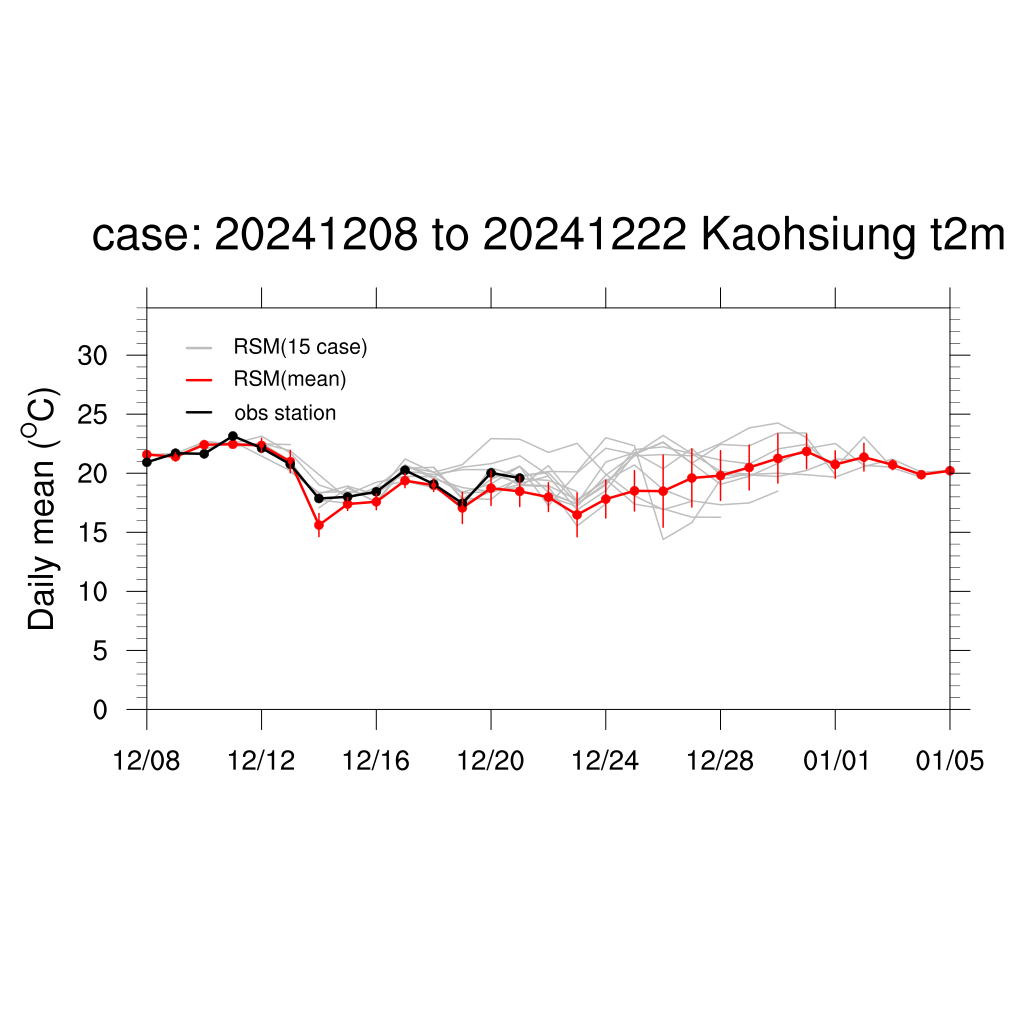 case: 20241208 to 20241222 Kaohsiung t2m
RSM(15 case)
RSM(mean)
obs station
Daily mean (OC)
30
25
20
15
10
5
0
12/08 12/12 12/16 12/20 12/24 12/28 01/01 01/05